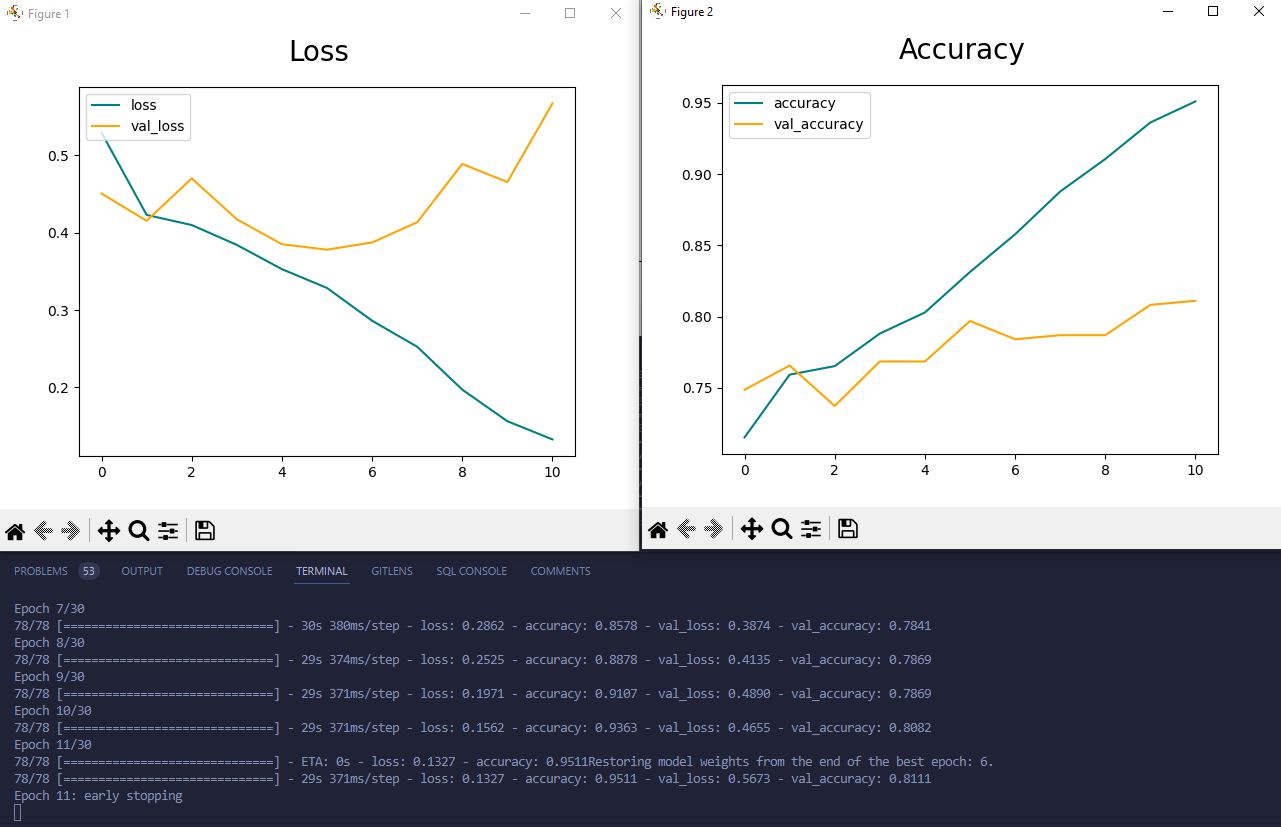 Figure 1
Loss
loss
val_loss
0.5
0.4
0.3
0.2
0 2 4 6 8 10
Figure 2
Accuracy
accuracy
val_accuracy
0.95
0.90
0.85
0.80
0.75
0 2 4 6 8 10
PROBLEMS 53 OUTPUT DEBUG CONSOLE TERMINAL GITLENS SQL CONSOLE COMMENTS
Epoch 7/30
78/78 [==============================] - 30s 380ms/step - loss: 0.2862 - accuracy: 0.8578 - val_loss: 0.3874 - val_accuracy: 0.7841
Epoch 8/30
78/78 [==============================] - 29s 374ms/step - loss: 0.2525 - accuracy: 0.8878 - val_loss: 0.4135 - val_accuracy: 0.7869
Epoch 9/30
78/78 [==============================] - 29s 371ms/step - loss: 0.1971 - accuracy: 0.9107 - val_loss: 0.4890 - val_accuracy: 0.7869
Epoch 10/30
78/78 [==============================] - 29s 371ms/step - loss: 0.1562 - accuracy: 0.9363 - val_loss: 0.4655 - val_accuracy: 0.8082
Epoch 11/30
78/78 [==============================] - ETA: 0s - loss: 0.1327 - accuracy: 0.9511Restoring model weights from the end of the best epoch: 6.
78/78 [==============================] - 29s 371ms/step - loss: 0.1327 - accuracy: 0.9511 - val_loss: 0.5673 - val_accuracy: 0.8111
Epoch 11: early stopping